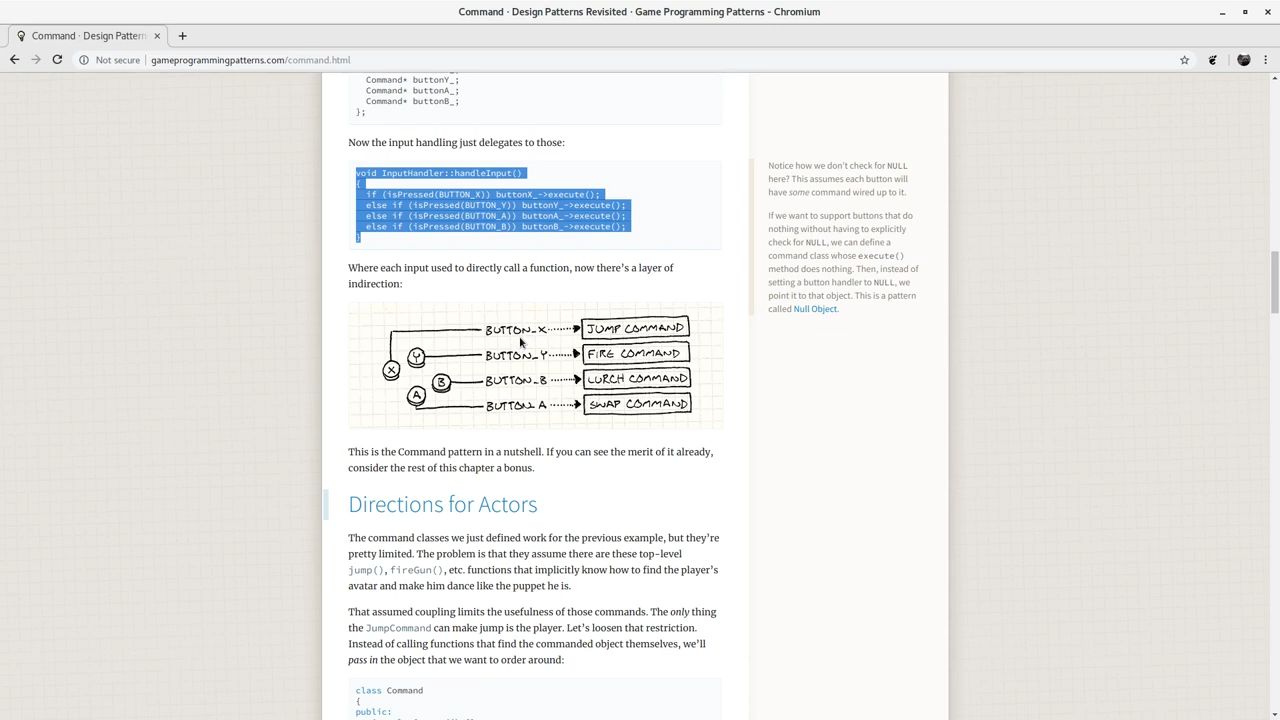 Command · Design Patterns Revisited · Game Programming Patterns - Chromium
Command · Design Pattern
Not secure
gameprogrammingpatterns.com/command.html
Command* buttonY_;
Command* buttonA_;
Command* buttonB_;
};
Now the input handling just delegates to those:
void InputHandler::handleInput()
{
if (isPressed(BUTTON_X)) buttonX_->execute();
else if (isPressed(BUTTON_Y)) buttonY_->execute();
else if (isPressed(BUTTON_A)) buttonA_->execute();
else if (isPressed(BUTTON_B)) buttonB_->execute();
}
Notice how we don't check for NULL
here? This assumes each button will
have some command wired up to it.
If we want to support buttons that do
nothing without having to explicitly
check for NULL, we can define a
command class whose execute()
method does nothing. Then, instead of
setting a button handler to NULL, we
point it to that object. This is a pattern
called Null Object.
Where each input used to directly call a function, now there's a layer of
indirection:
BUTTON_X JUMP COMMAND
Y BUTTON_Y FIRE COMMAND
X
B BUTTON_B LURCH COMMAND
A BUTTON_A SWAP COMMAND
This is the Command pattern in a nutshell. If you can see the merit of it already,
consider the rest of this chapter a bonus.
Directions for Actors
The command classes we just defined work for the previous example, but they're
pretty limited. The problem is that they assume there are these top-level
jump(), fireGun(), etc. functions that implicitly know how to find the player's
avatar and make him dance like the puppet he is.
That assumed coupling limits the usefulness of those commands. The only thing
the JumpCommand can make jump is the player. Let's loosen that restriction.
Instead of calling functions that find the commanded object themselves, we'll
pass in the object that we want to order around:
class Command
{
public: